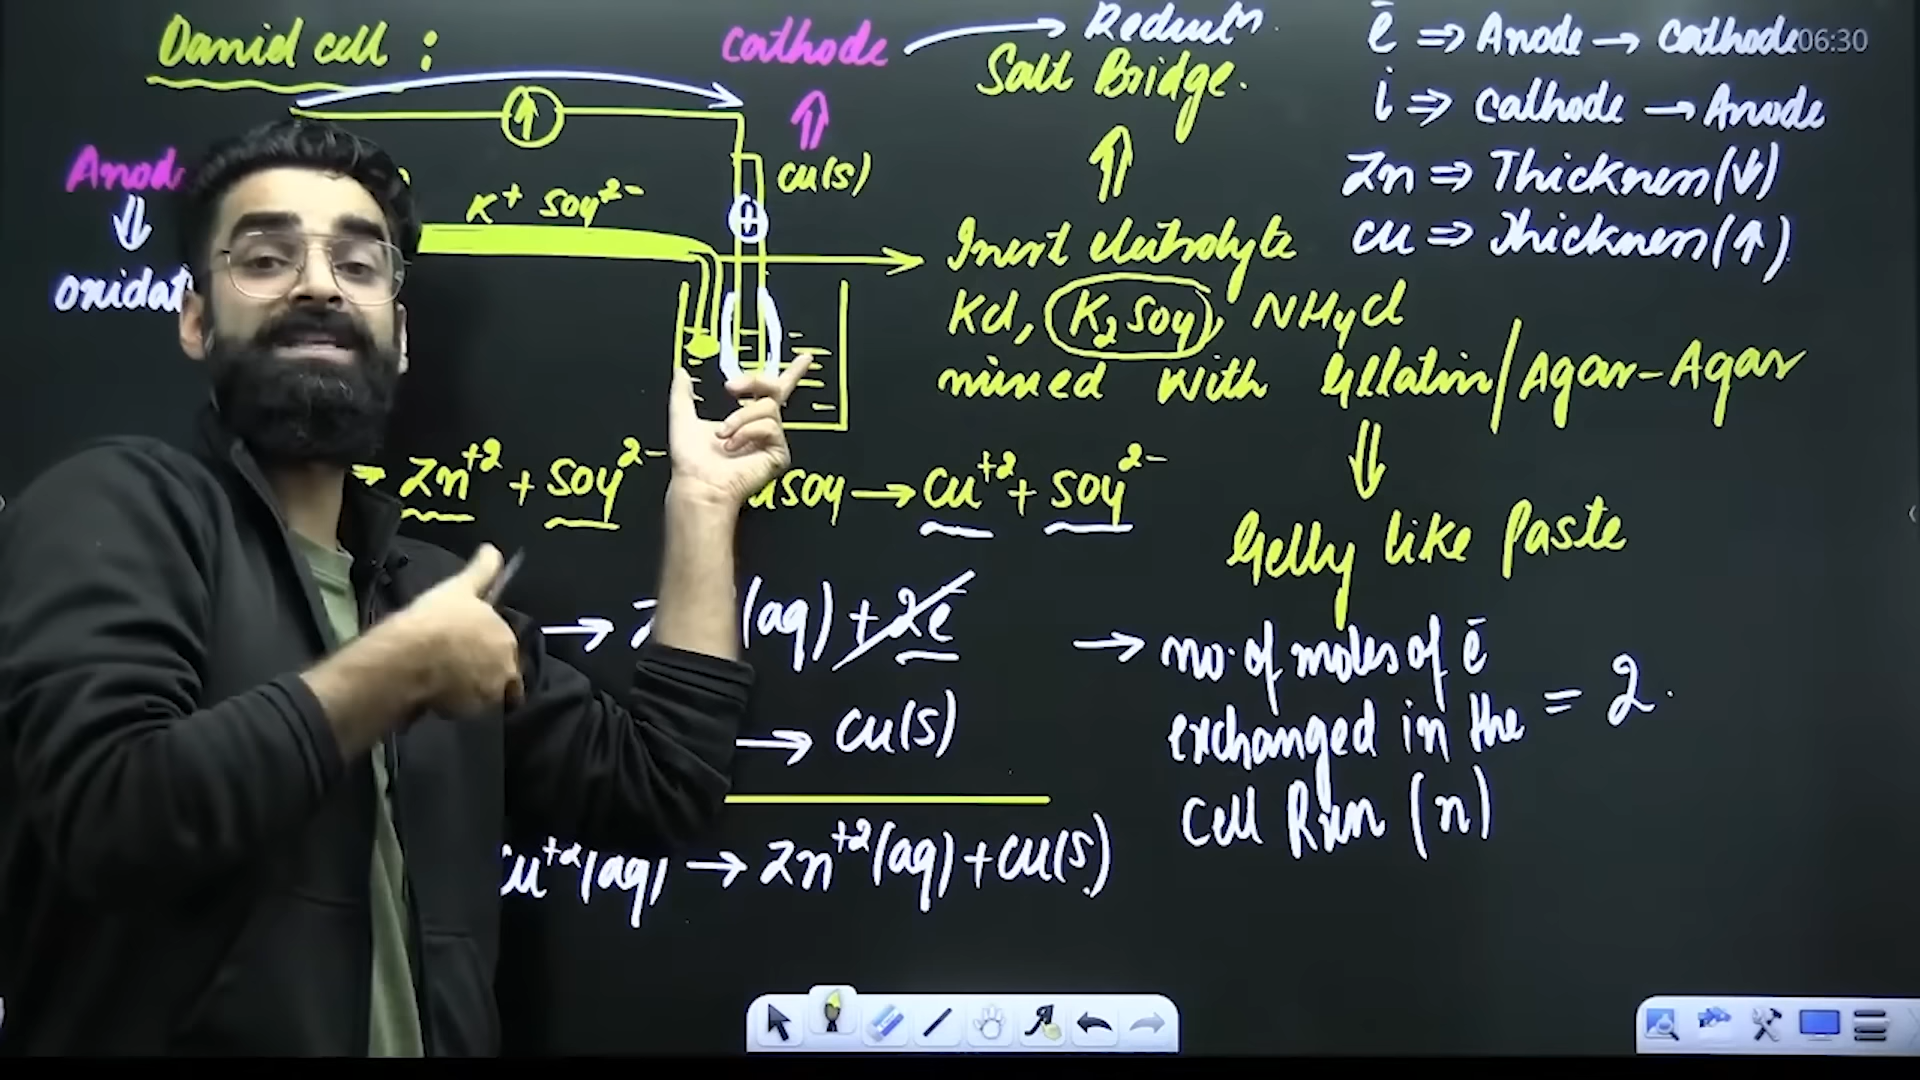 Daniel cell :
cathode → Reductn.
Salt Bridge.
ē ⇒ Anode → cathode
06:30
i ⇒ cathode → Anode
Zn ⇒ Thickness(↓)
cu ⇒ Thickness(↑)
Anod
⇓
oxidat
⇑
cu(s)
K+ SO4^2-
⇑
Inert electrolyte
KCl, K2SO4, NH4Cl
mixed with Gellatin/Agar-Agar
⇓
Gelly like Paste
→ Zn^+2 + SO4^2-
uSO4 → cu^+2 + SO4^2-
→ (aq) + 2ē
→ cu(s)
cu^+2(aq) → Zn^+2(aq) + cu(s)
→ no. of moles of ē
exchanged in the = 2.
cell Rxn (n)